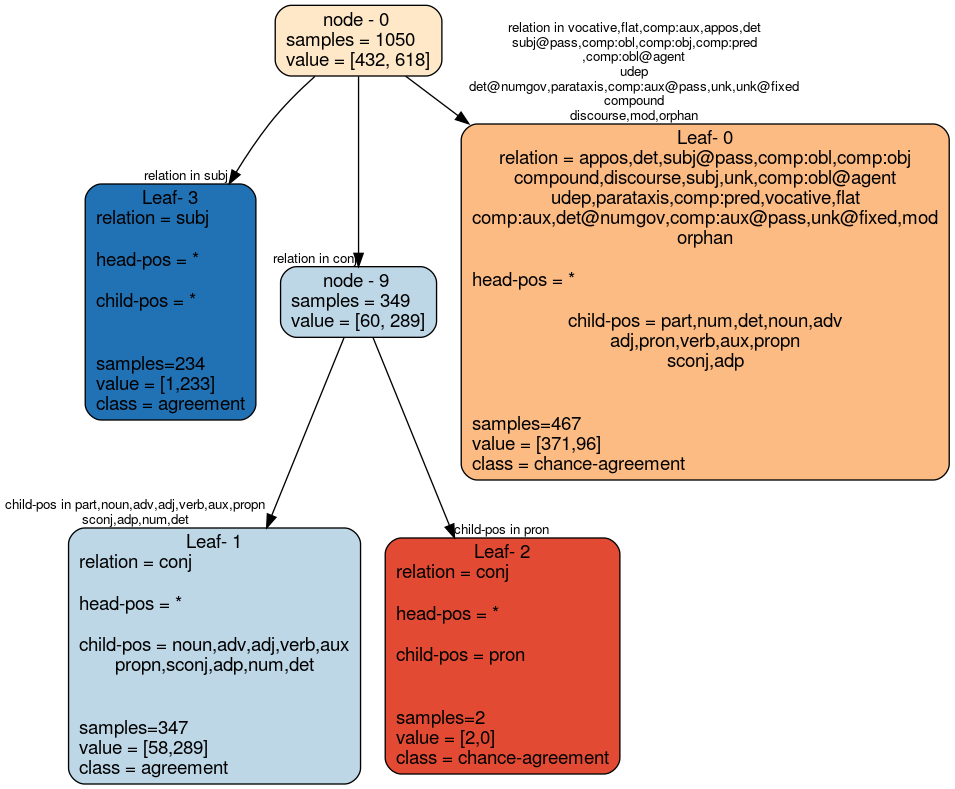 node - 0
samples = 1050
value = [432, 618]
relation in vocative,flat,comp:aux,appos,det
subj@pass,comp:obl,comp:obj,comp:pred
,comp:obl@agent
udep
det@numgov,parataxis,comp:aux@pass,unk,unk@fixed
compound
discourse,mod,orphan
relation in subj
Leaf- 3
relation = subj
head-pos = *
child-pos = *
samples=234
value = [1,233]
class = agreement
relation in conj
node - 9
samples = 349
value = [60, 289]
Leaf- 0
relation = appos,det,subj@pass,comp:obl,comp:obj
compound,discourse,subj,unk,comp:obl@agent
udep,parataxis,comp:pred,vocative,flat
comp:aux,det@numgov,comp:aux@pass,unk@fixed,mod
orphan
head-pos = *
child-pos = part,num,det,noun,adv
adj,pron,verb,aux,propn
sconj,adp
samples=467
value = [371,96]
class = chance-agreement
child-pos in part,noun,adv,adj,verb,aux,propn
sconj,adp,num,det
Leaf- 1
relation = conj
head-pos = *
child-pos = noun,adv,adj,verb,aux
propn,sconj,adp,num,det
samples=347
value = [58,289]
class = agreement
child-pos in pron
Leaf- 2
relation = conj
head-pos = *
child-pos = pron
samples=2
value = [2,0]
class = chance-agreement